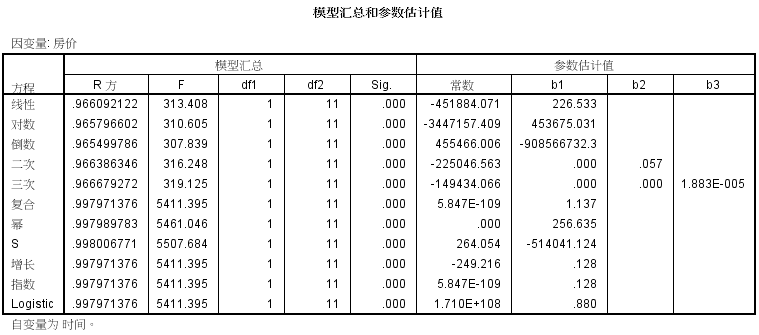 模型汇总和参数估计值
因变量: 房价
方程 模型汇总 参数估计值
R 方 F df1 df2 Sig. 常数 b1 b2 b3
线性 .966092122 313.408 1 11 .000 -451884.071 226.533
对数 .965796602 310.605 1 11 .000 -3447157.409 453675.031
倒数 .965499786 307.839 1 11 .000 455466.006 -908566732.3
二次 .966386346 316.248 1 11 .000 -225046.563 .000 .057
三次 .966679272 319.125 1 11 .000 -149434.066 .000 .000 1.883E-005
复合 .997971376 5411.395 1 11 .000 5.847E-109 1.137
幂 .997989783 5461.046 1 11 .000 .000 256.635
S .998006771 5507.684 1 11 .000 264.054 -514041.124
增长 .997971376 5411.395 1 11 .000 -249.216 .128
指数 .997971376 5411.395 1 11 .000 5.847E-109 .128
Logistic .997971376 5411.395 1 11 .000 1.710E+108 .880
自变量为 时间。